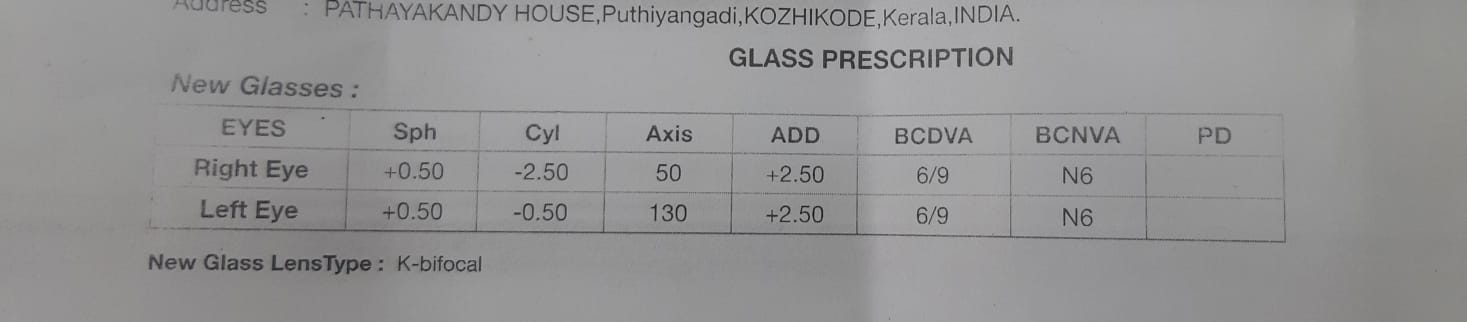 Address : PATHAYAKANDY HOUSE,Puthiyangadi,KOZHIKODE,Kerala,INDIA.
GLASS PRESCRIPTION
New Glasses :
EYES Sph Cyl Axis ADD BCDVA BCNVA PD
Right Eye +0.50 -2.50 50 +2.50 6/9 N6
Left Eye +0.50 -0.50 130 +2.50 6/9 N6
New Glass LensType : K-bifocal